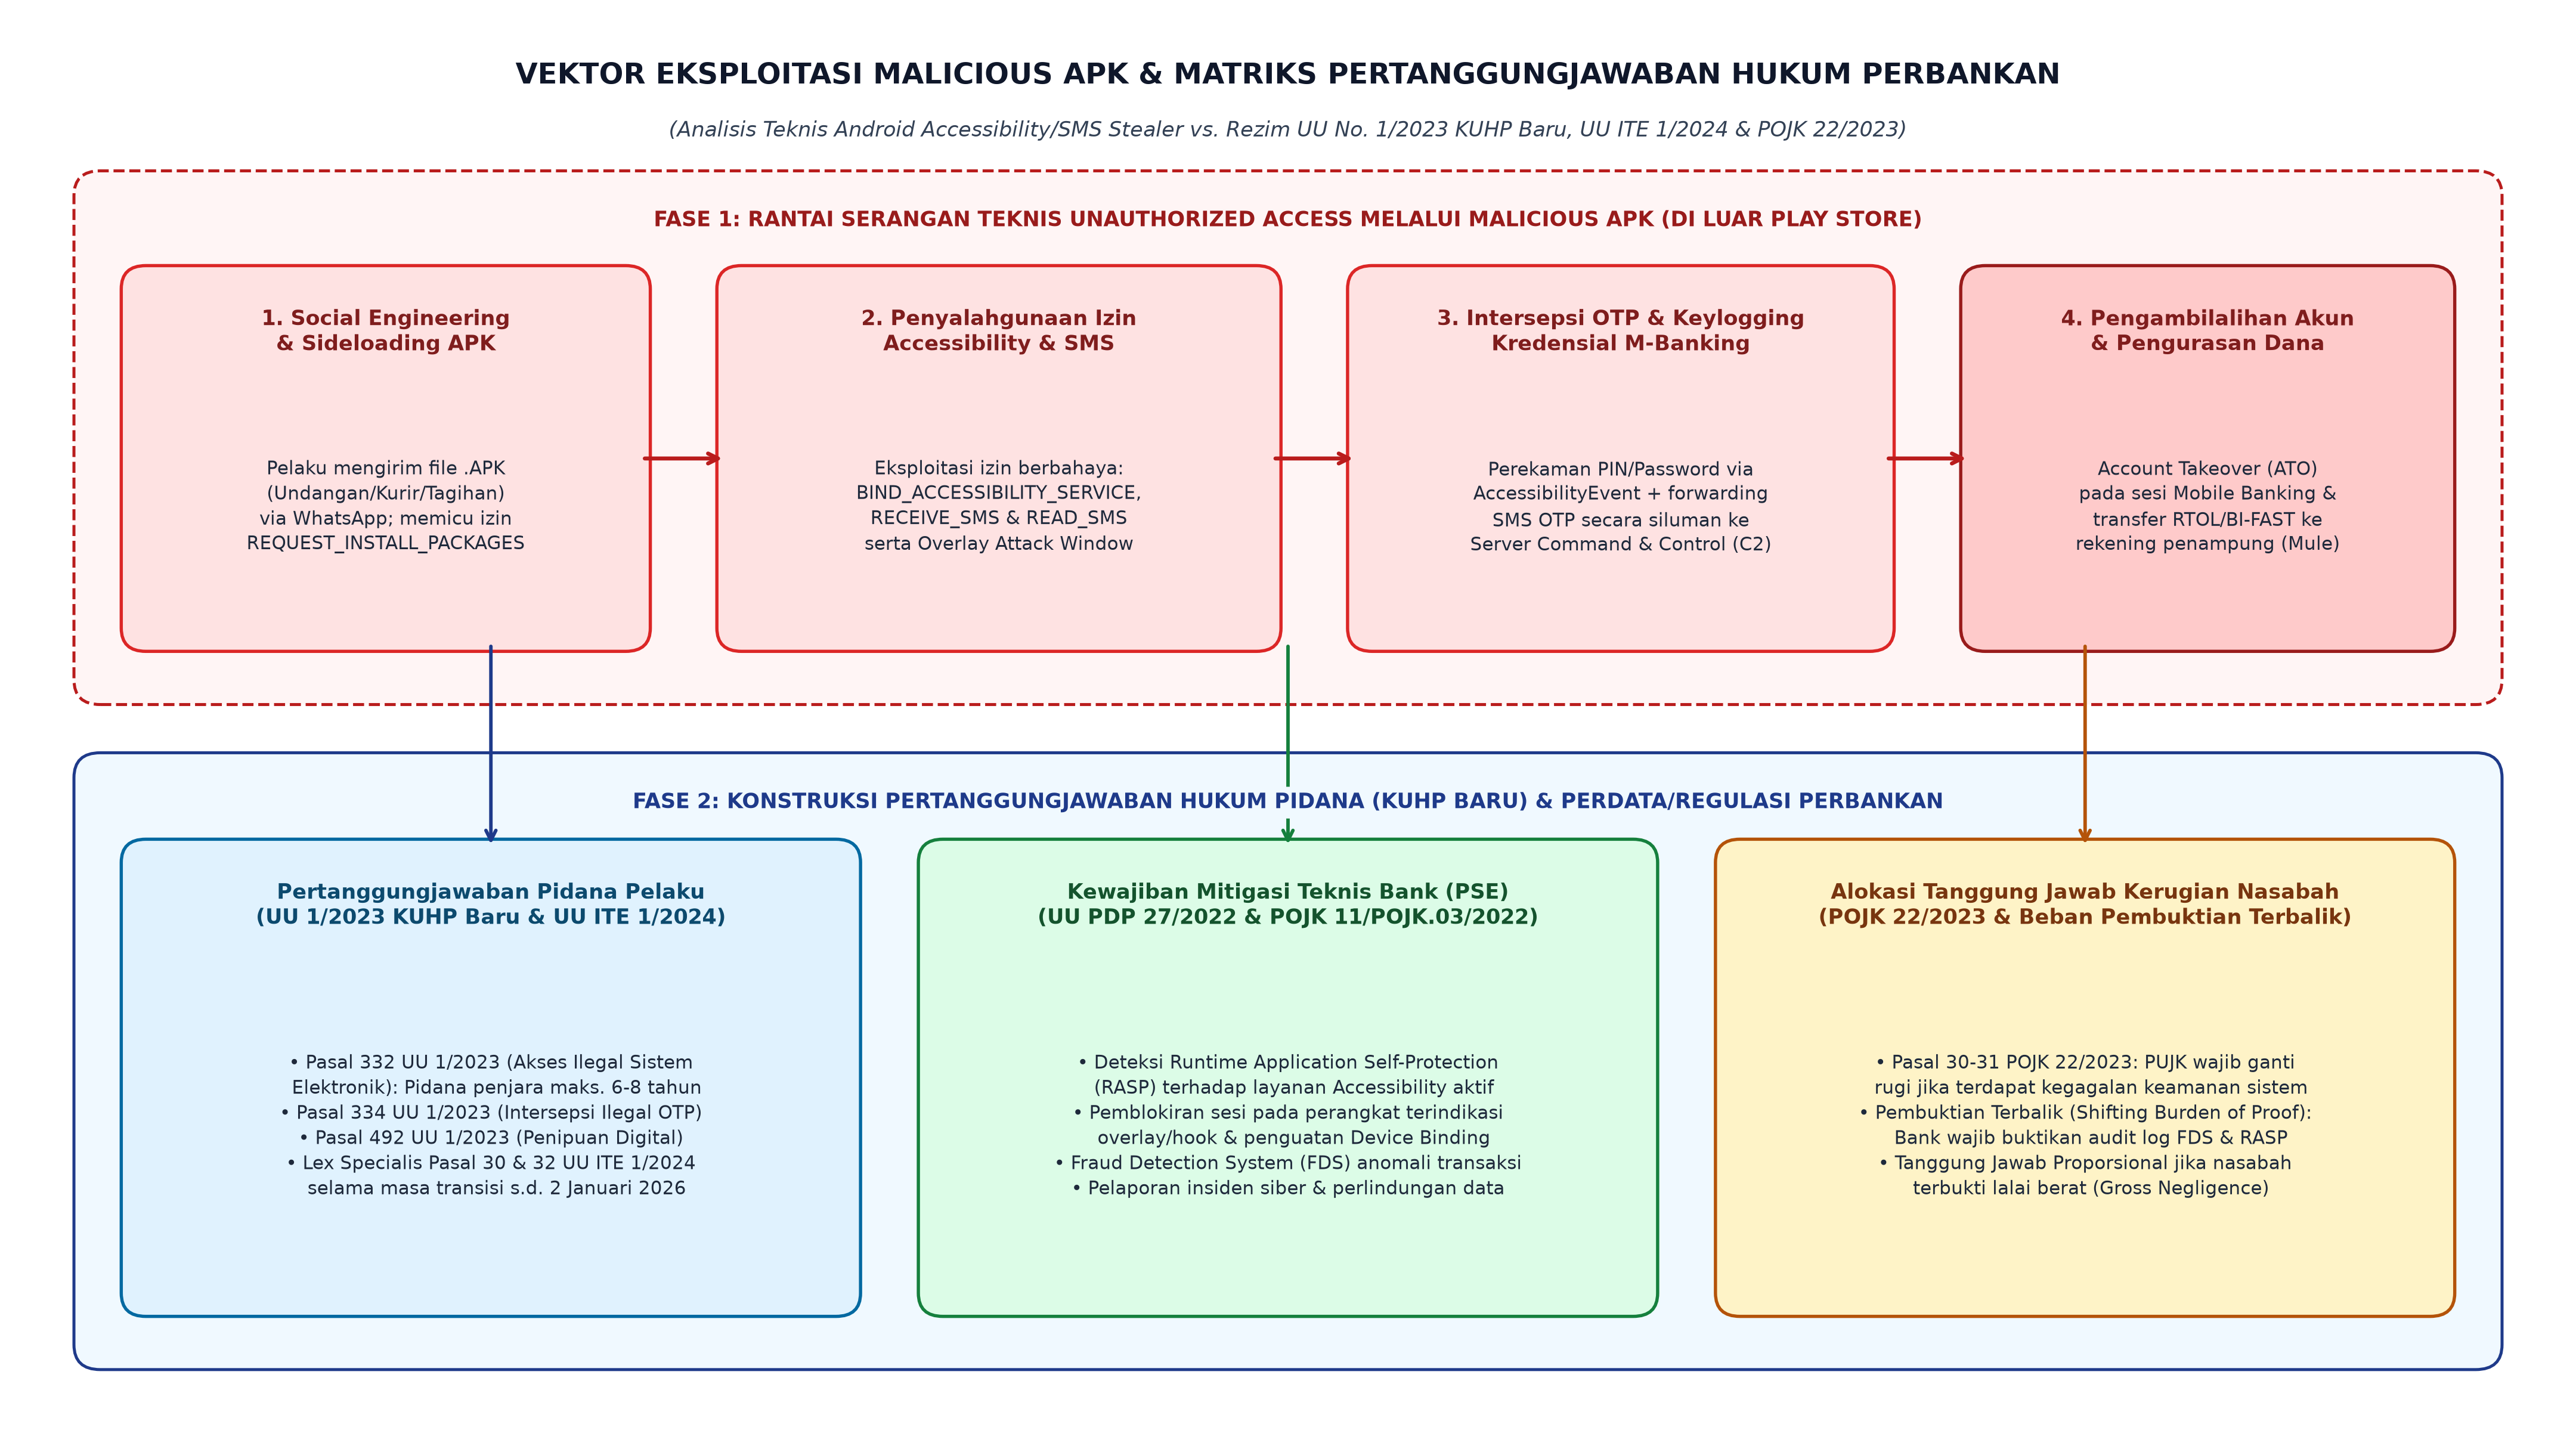 VEKTOR EKSPLOITASI MALICIOUS APK & MATRIKS PERTANGGUNGJAWABAN HUKUM PERBANKAN
(Analisis Teknis Android Accessibility/SMS Stealer vs. Rezim UU No. 1/2023 KUHP Baru, UU ITE 1/2024 & POJK 22/2023)
FASE 1: RANTAI SERANGAN TEKNIS UNAUTHORIZED ACCESS MELALUI MALICIOUS APK (DI LUAR PLAY STORE)
1. Social Engineering
& Sideloading APK
Pelaku mengirim file .APK
(Undangan/Kurir/Tagihan)
via WhatsApp; memicu izin
REQUEST_INSTALL_PACKAGES
2. Penyalahgunaan Izin
Accessibility & SMS
Eksploitasi izin berbahaya:
BIND_ACCESSIBILITY_SERVICE,
RECEIVE_SMS & READ_SMS
serta Overlay Attack Window
3. Intersepsi OTP & Keylogging
Kredensial M-Banking
Perekaman PIN/Password via
AccessibilityEvent + forwarding
SMS OTP secara siluman ke
Server Command & Control (C2)
4. Pengambilalihan Akun
& Pengurasan Dana
Account Takeover (ATO)
pada sesi Mobile Banking &
transfer RTOL/BI-FAST ke
rekening penampung (Mule)
FASE 2: KONSTRUKSI PERTANGGUNGJAWABAN HUKUM PIDANA (KUHP BARU) & PERDATA/REGULASI PERBANKAN
Pertanggungjawaban Pidana Pelaku
(UU 1/2023 KUHP Baru & UU ITE 1/2024)
• Pasal 332 UU 1/2023 (Akses Ilegal Sistem
Elektronik): Pidana penjara maks. 6-8 tahun
• Pasal 334 UU 1/2023 (Intersepsi Ilegal OTP)
• Pasal 492 UU 1/2023 (Penipuan Digital)
• Lex Specialis Pasal 30 & 32 UU ITE 1/2024
selama masa transisi s.d. 2 Januari 2026
Kewajiban Mitigasi Teknis Bank (PSE)
(UU PDP 27/2022 & POJK 11/POJK.03/2022)
• Deteksi Runtime Application Self-Protection
(RASP) terhadap layanan Accessibility aktif
• Pemblokiran sesi pada perangkat terindikasi
overlay/hook & penguatan Device Binding
• Fraud Detection System (FDS) anomali transaksi
• Pelaporan insiden siber & perlindungan data
Alokasi Tanggung Jawab Kerugian Nasabah
(POJK 22/2023 & Beban Pembuktian Terbalik)
• Pasal 30-31 POJK 22/2023: PUJK wajib ganti
rugi jika terdapat kegagalan keamanan sistem
• Pembuktian Terbalik (Shifting Burden of Proof):
Bank wajib buktikan audit log FDS & RASP
• Tanggung Jawab Proporsional jika nasabah
terbukti lalai berat (Gross Negligence)